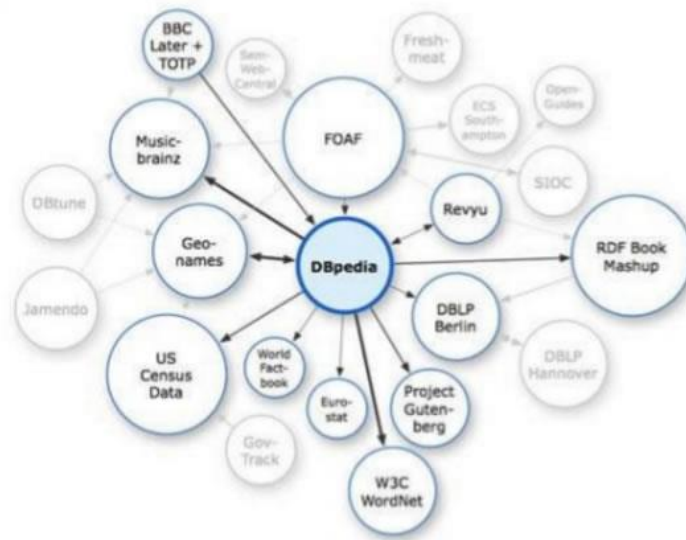 BBC
Later +
TOTP
Sem-
Web-
Central
Fresh-
meat
FOAF
ECS
South-
ampton
Open-
Guides
Music-
brainz
DBtune
Revyu
SIOC
Geo-
names
DBpedia
RDF Book
Mashup
Jamendo
DBLP
Berlin
US
Census
Data
World
Fact-
book
DBLP
Hannover
Euro-
stat
Project
Guten-
berg
Gov-
Track
W3C
WordNet